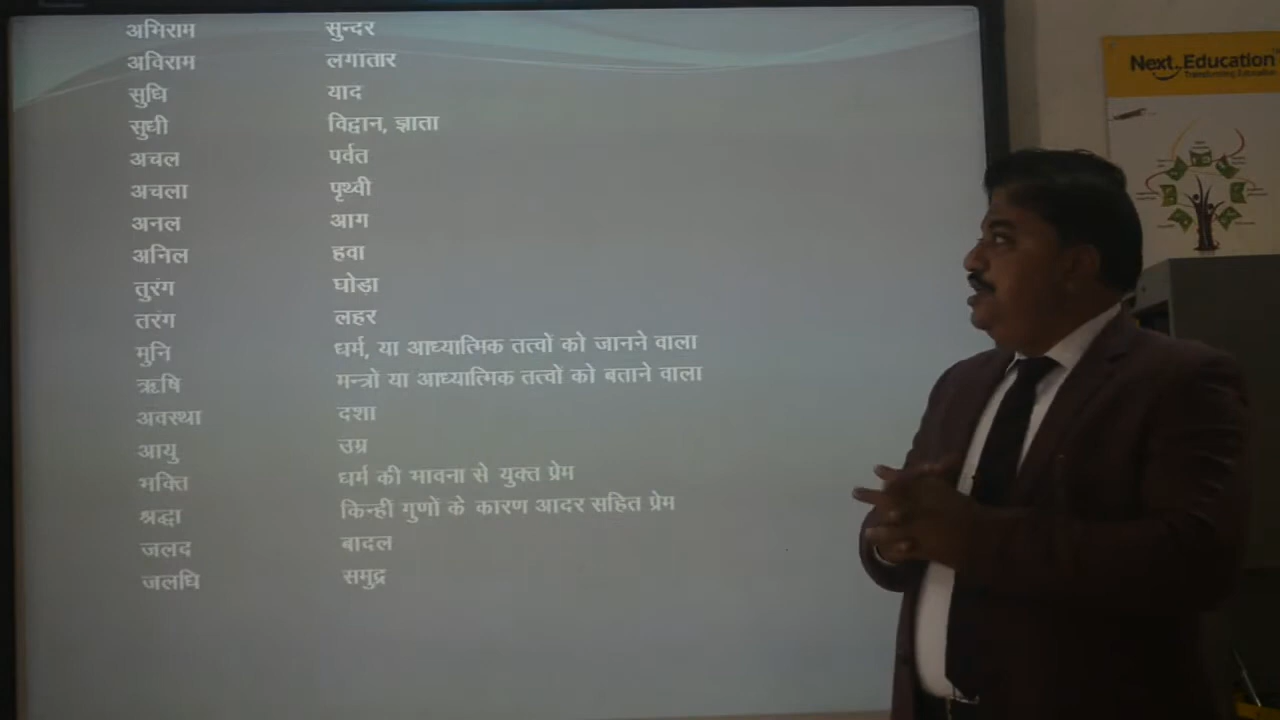 अभिराम सुन्दर
अविराम लगातार
सुधि याद
सुधी विद्वान, ज्ञाता
अचल पर्वत
अचला पृथ्वी
अनल आग
अनिल हवा
तुरंग घोड़ा
तरंग लहर
मुनि धर्म, या आध्यात्मिक तत्वों को जानने वाला
ऋषि मन्त्रो या आध्यात्मिक तत्वों को बताने वाला
अवस्था दशा
आयु उम्र
भक्ति धर्म की भावना से युक्त प्रेम
श्रद्धा किन्हीं गुणों के कारण आदर सहित प्रेम
जलद बादल
जलधि समुद्र
Next Education
Transforming Education